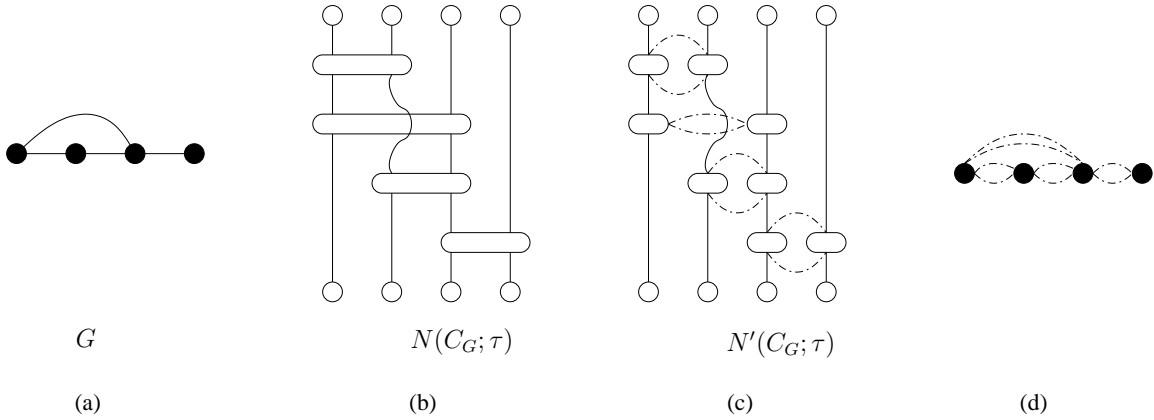 G
N(C_G; τ)
N′(C_G; τ)
(a)
(b)
(c)
(d)